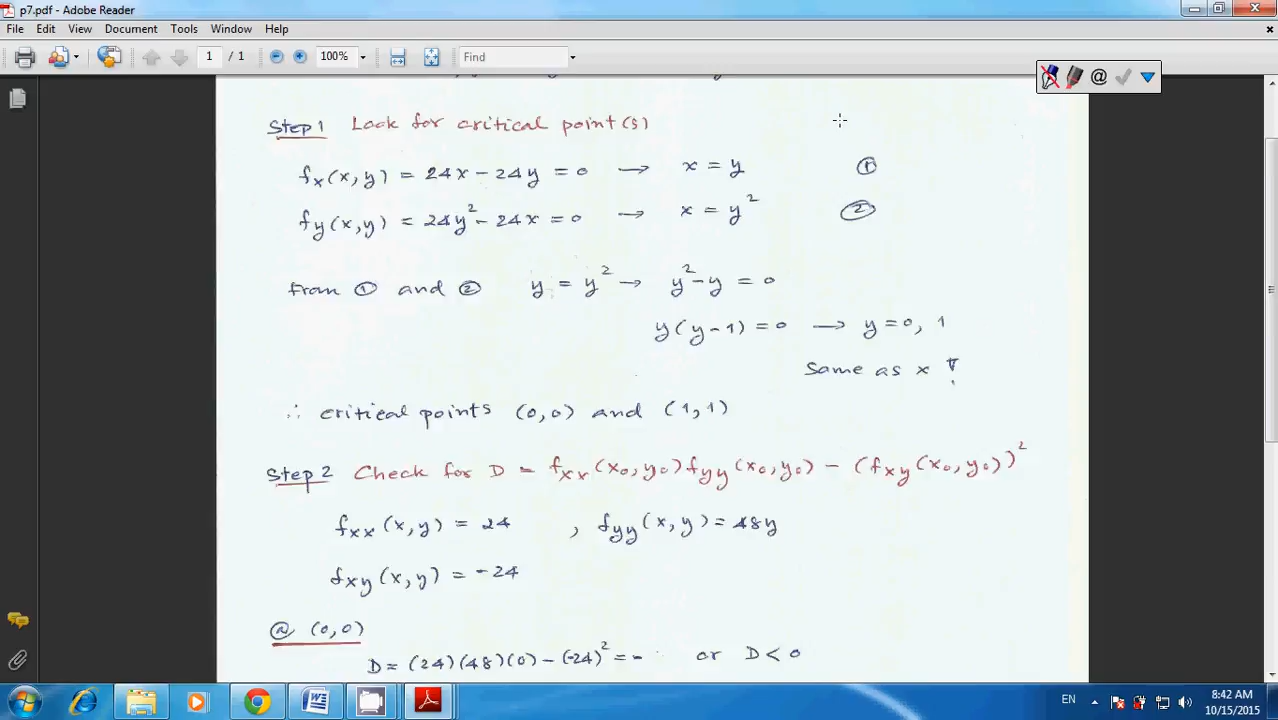 p7.pdf - Adobe Reader
File Edit View Document Tools Window Help
1 / 1 100% Find
Step 1 Look for critical point(s)
fx(x,y) = 24x - 24y = 0 → x = y ①
fy(x,y) = 24y² - 24x = 0 → x = y² ②
From ① and ② y = y² → y² - y = 0
y(y-1) = 0 → y = 0, 1
Same as x !
∴ critical points (0,0) and (1,1)
Step 2 Check for D = fxx(x₀,y₀)fyy(x₀,y₀) - (fxy(x₀,y₀))²
fxx(x,y) = 24 , fyy(x,y) = 48y
fxy(x,y) = -24
@ (0,0)
D = (24)(48)(0) - (-24)² = - or D < 0
EN 8:42 AM
10/15/2015